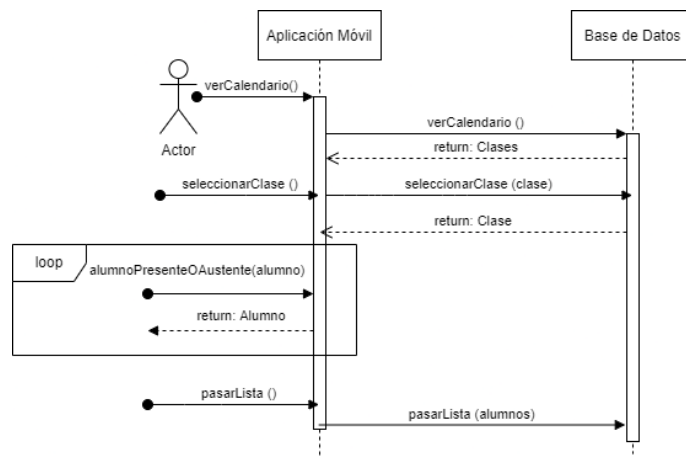 Aplicación Móvil
Base de Datos
verCalendario()
Actor
verCalendario ()
return: Clases
seleccionarClase ()
seleccionarClase (clase)
return: Clase
loop
alumnoPresenteOAustente(alumno)
return: Alumno
pasarLista ()
pasarLista (alumnos)